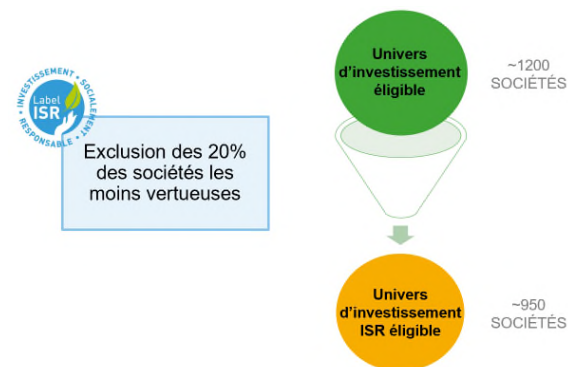 INVESTISSEMENT • SOCIALEMENT • RESPONSABLE •
Label
ISR
Exclusion des 20%
des sociétés les
moins vertueuses
Univers
d'investissement
éligible
~1200
SOCIÉTÉS
Univers
d'investissement
ISR éligible
~950
SOCIÉTÉS